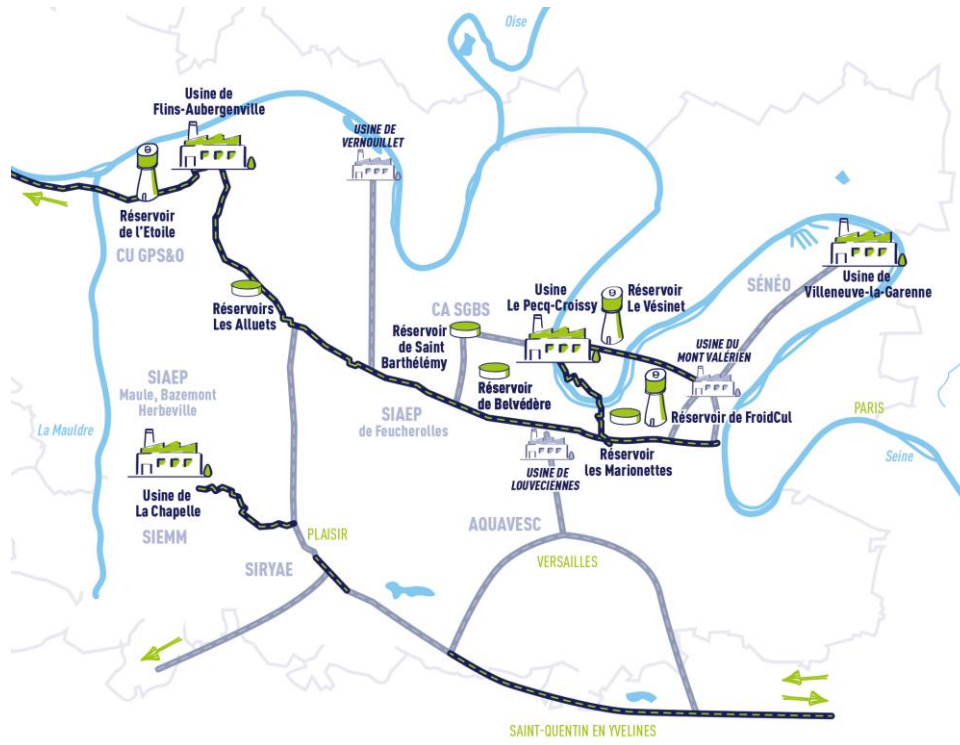 Oise
Usine de
Flins-Aubergenville
USINE DE
VERNOUILLET
Réservoir
de l'Etoile
CU GPS&O
Réservoirs
Les Alluets
CA SGBS
Réservoir
de Saint
Barthélémy
Usine
Le Pecq-Croissy
Réservoir
Le Vésinet
SÉNÉO
Usine de
Villeneuve-la-Garenne
USINE DU
MONT VALÉRIEN
Réservoir
de Belvédère
Réservoir de FroidCul
PARIS
Seine
SIAEP
Maule, Bazemont
Herbeville
SIAEP
de Feucherolles
La Mauldre
Réservoir
les Marionettes
USINE DE
LOUVECIENNES
Usine de
La Chapelle
SIEMM
PLAISIR
AQUAVESC
VERSAILLES
SIRYAE
SAINT-QUENTIN EN YVELINES